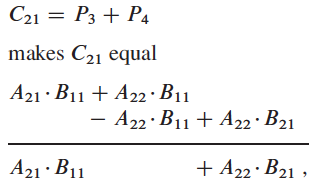 C₂₁ = P₃ + P₄
makes C₂₁ equal
A₂₁ · B₁₁ + A₂₂ · B₁₁
− A₂₂ · B₁₁ + A₂₂ · B₂₁
A₂₁ · B₁₁ + A₂₂ · B₂₁ ,